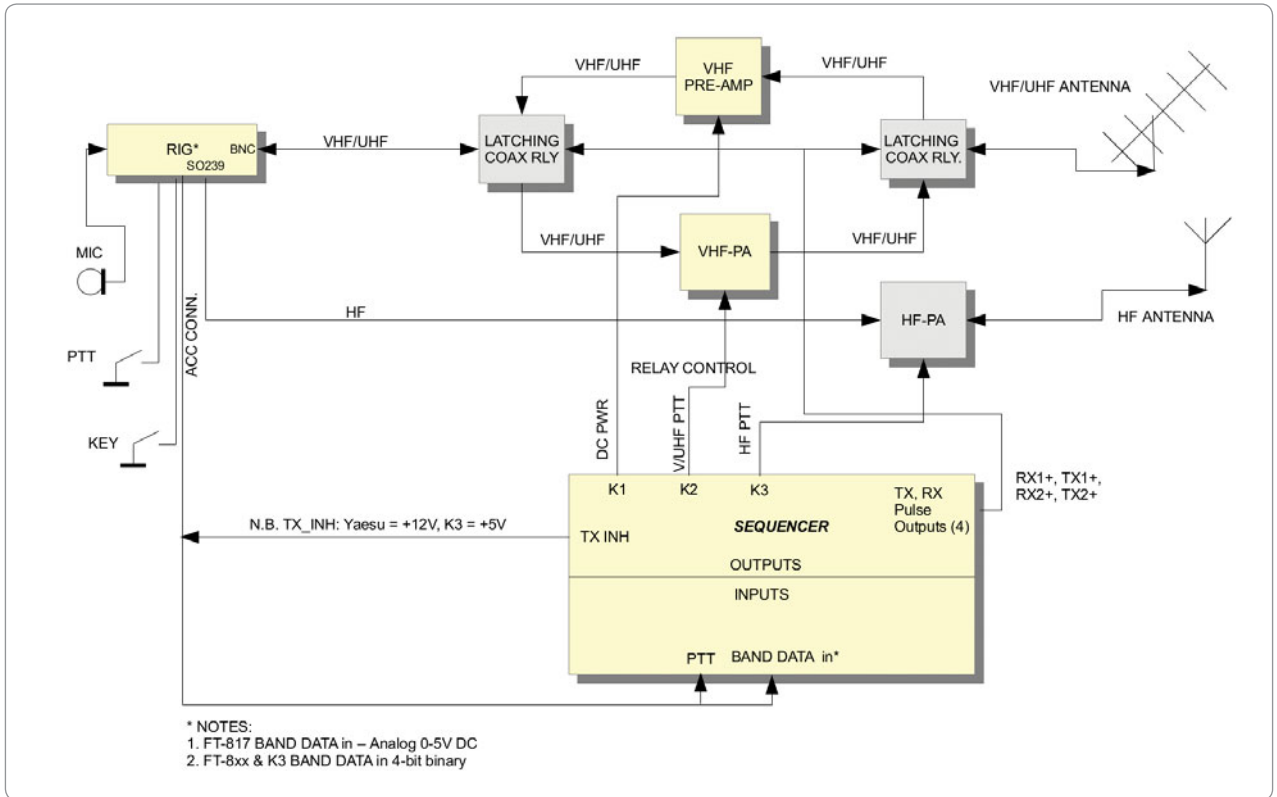 VHF/UHF
VHF
PRE-AMP
VHF/UHF
VHF/UHF ANTENNA
RIG*
BNC
SO239
VHF/UHF
LATCHING
COAX RLY
LATCHING
COAX RLY.
MIC
VHF/UHF
VHF-PA
VHF/UHF
ACC CONN.
HF
HF-PA
HF ANTENNA
PTT
RELAY CONTROL
KEY
DC PWR
V/UHF PTT
HF PTT
RX1+, TX1+,
RX2+, TX2+
K1
K2
K3
TX, RX
Pulse
Outputs (4)
N.B. TX_INH: Yaesu = +12V, K3 = +5V
TX INH
SEQUENCER
OUTPUTS
INPUTS
PTT
BAND DATA in*
* NOTES:
1. FT-817 BAND DATA in – Analog 0-5V DC
2. FT-8xx & K3 BAND DATA in 4-bit binary